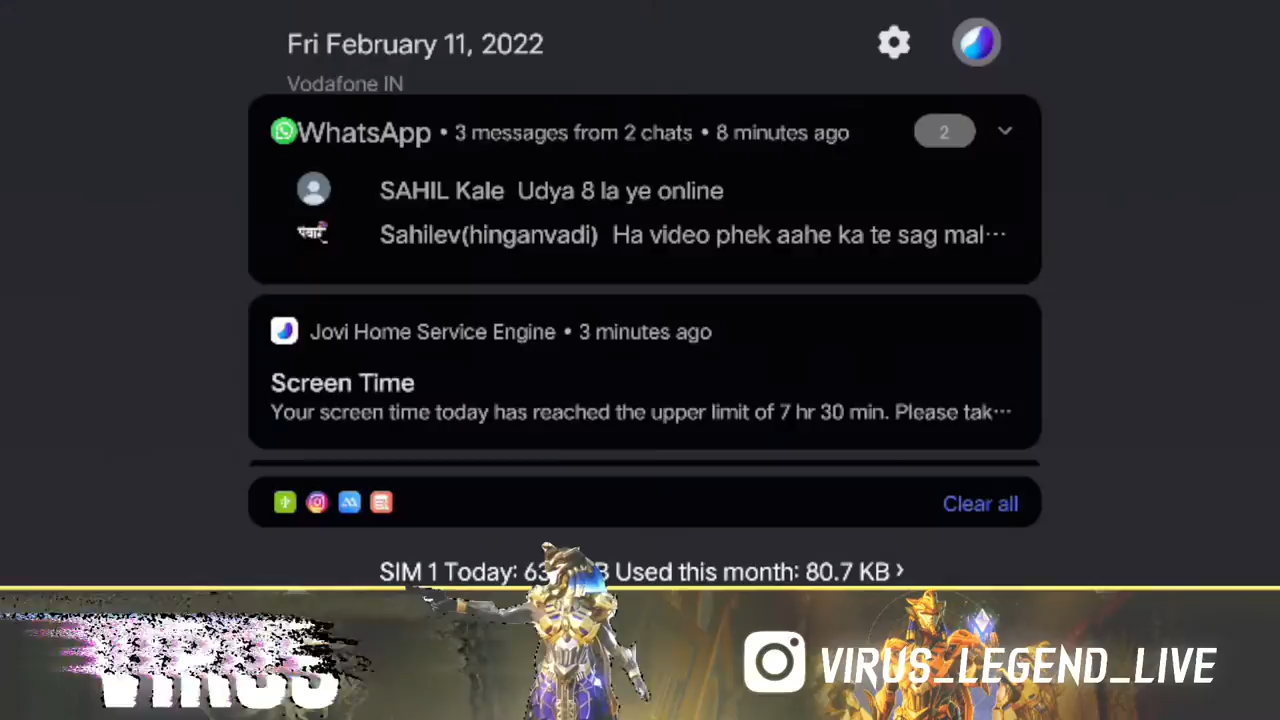 Fri February 11, 2022
Vodafone IN
WhatsApp • 3 messages from 2 chats • 8 minutes ago 2
SAHIL Kale Udya 8 la ye online
पवार Sahilev(hinganvadi) Ha video phek aahe ka te sag mal···
Jovi Home Service Engine • 3 minutes ago
Screen Time
Your screen time today has reached the upper limit of 7 hr 30 min. Please tak···
Clear all
SIM 1 Today: Used this month: 80.7 KB ›
VIRUS
VIRUS_LEGEND_LIVE